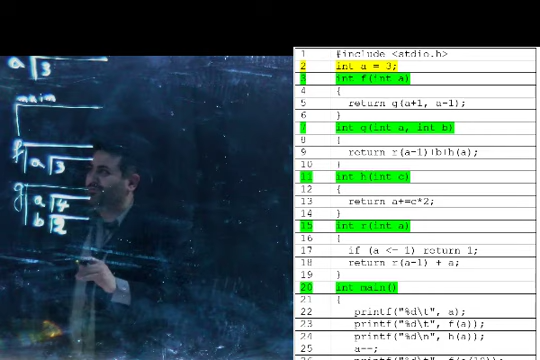 a 3
main
f a 3
g a 4
b 2
1 #include <stdio.h>
2 int a = 3;
3 int f(int a)
4 {
5 return g(a+1, a-1);
6 }
7 int g(int a, int b)
8 {
9 return r(a-1)+b+h(a);
10 }
11 int h(int c)
12 {
13 return a+=c*2;
14 }
15 int r(int a)
16 {
17 if (a <= 1) return 1;
18 return r(a-1) + a;
19 }
20 int main()
21 {
22 printf("%d\t", a);
23 printf("%d\t", f(a));
24 printf("%d\n", h(a));
25 a--;